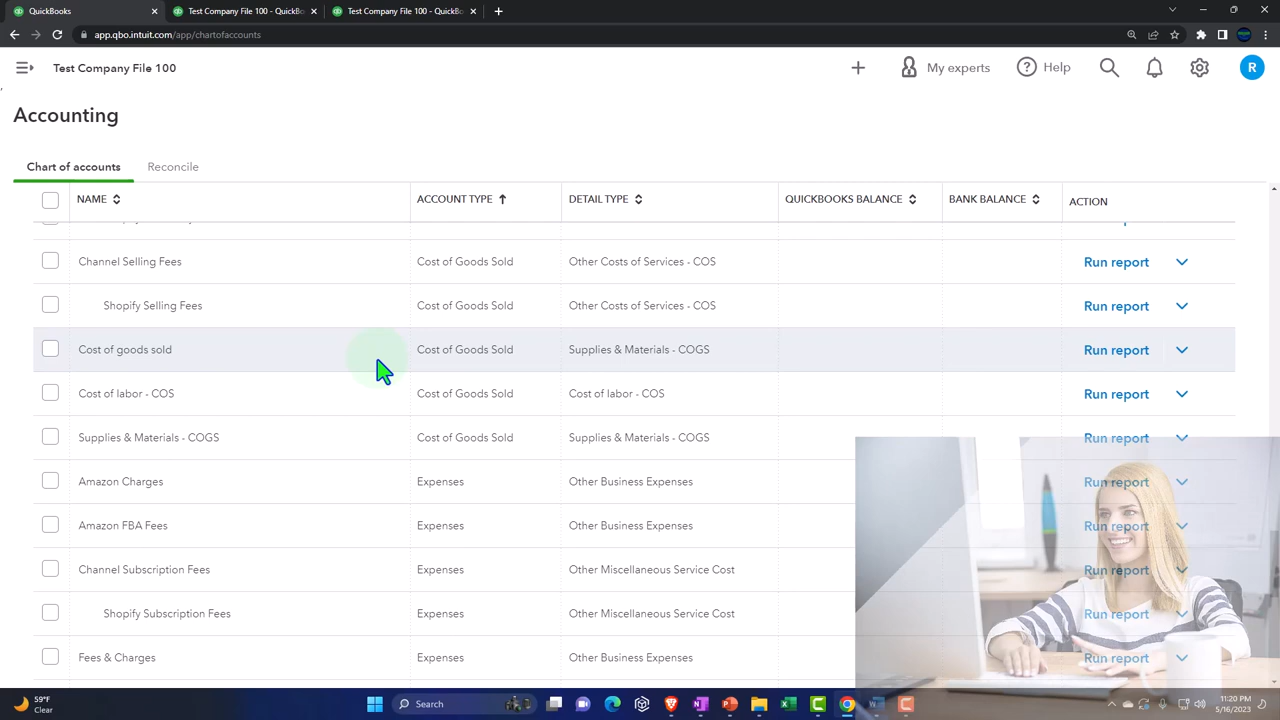 QuickBooks
Test Company File 100 - QuickBo
Test Company File 100 - QuickBo
app.qbo.intuit.com/app/chartofaccounts
Test Company File 100
My experts
Help
R
Accounting
Chart of accounts
Reconcile
NAME
ACCOUNT TYPE
DETAIL TYPE
QUICKBOOKS BALANCE
BANK BALANCE
ACTION
Channel Selling Fees Cost of Goods Sold Other Costs of Services - COS Run report
Shopify Selling Fees Cost of Goods Sold Other Costs of Services - COS Run report
Cost of goods sold Cost of Goods Sold Supplies & Materials - COGS Run report
Cost of labor - COS Cost of Goods Sold Cost of labor - COS Run report
Supplies & Materials - COGS Cost of Goods Sold Supplies & Materials - COGS Run report
Amazon Charges Expenses Other Business Expenses Run report
Amazon FBA Fees Expenses Other Business Expenses Run report
Channel Subscription Fees Expenses Other Miscellaneous Service Cost Run report
Shopify Subscription Fees Expenses Other Miscellaneous Service Cost Run report
Fees & Charges Expenses Other Business Expenses Run report
59°F
Clear
Search
11:20 PM
5/16/2023